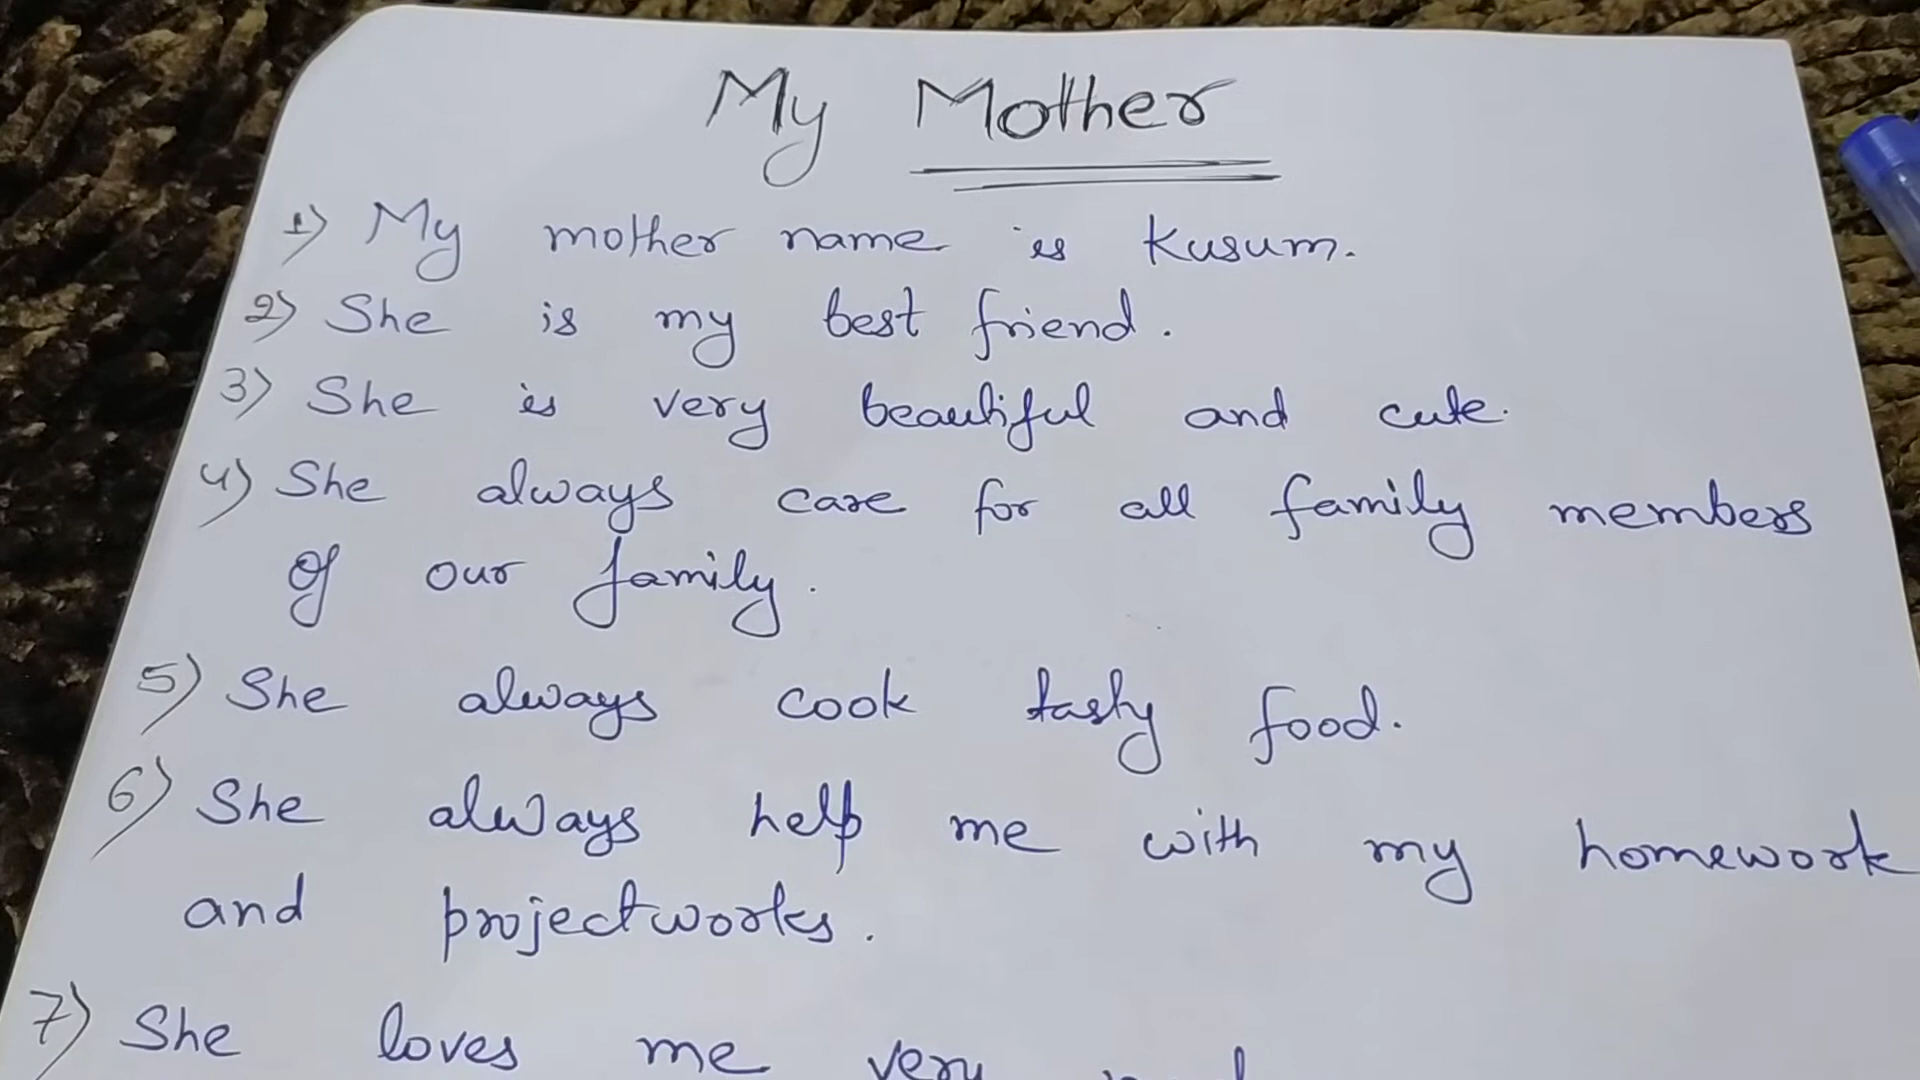 My Mother
1) My mother name is Kusum.
2) She is my best friend.
3) She is very beautiful and cute.
4) She always care for all family members
of our family.
5) She always cook tasty food.
6) She always help me with my homework
and projectworks.
7) She loves me very